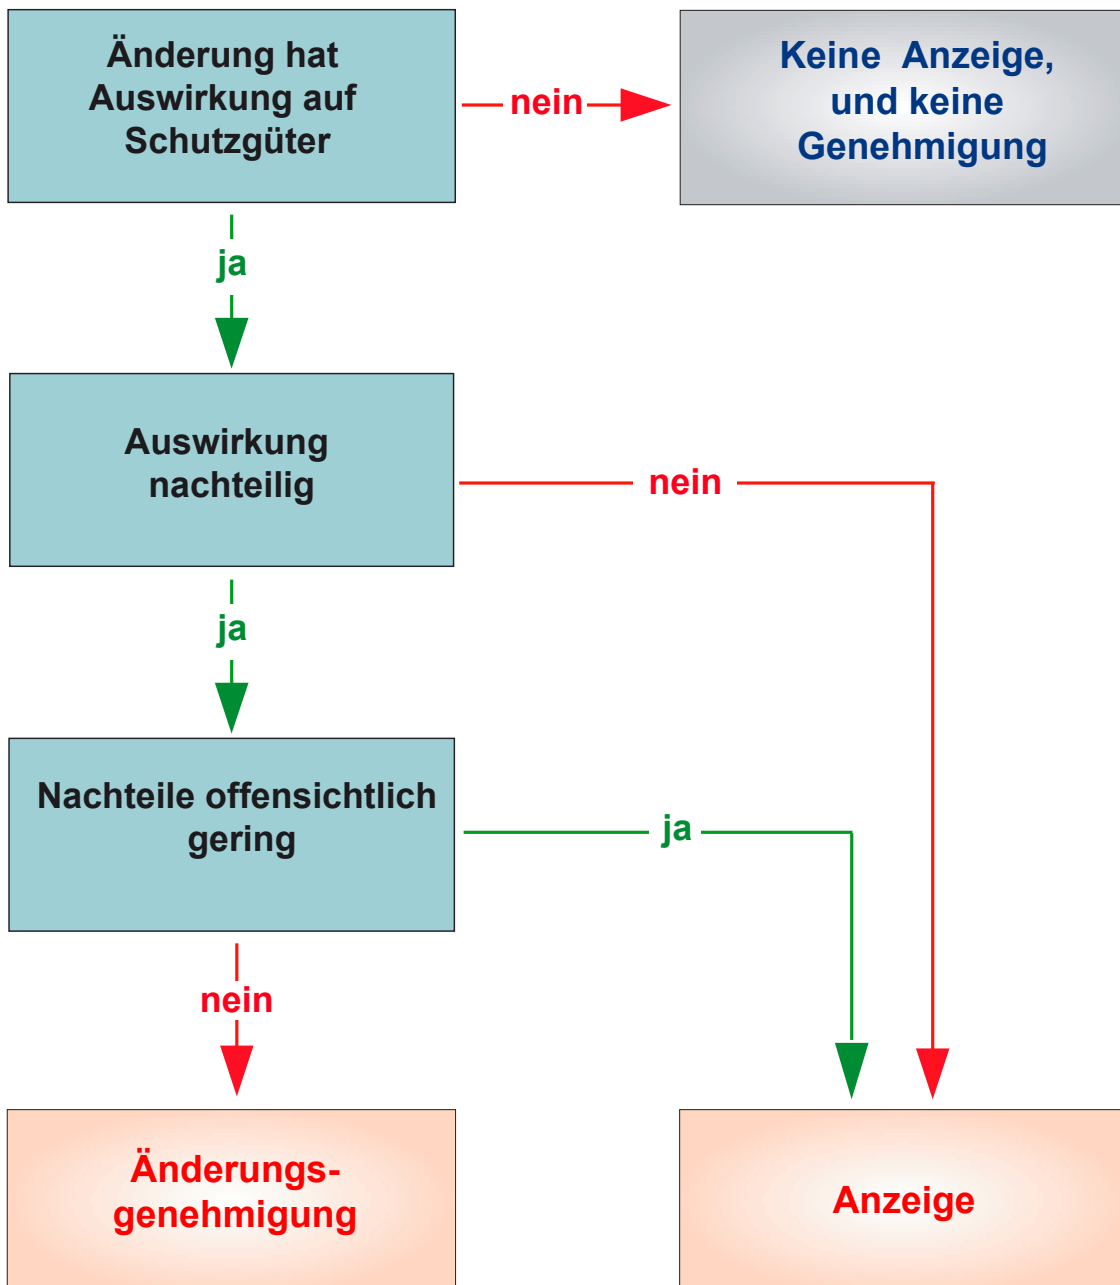 Änderung hat
Auswirkung auf
Schutzgüter
nein
Keine Anzeige,
und keine
Genehmigung
ja
Auswirkung
nachteilig
nein
ja
Nachteile offensichtlich
gering
ja
nein
Änderungs-
genehmigung
Anzeige